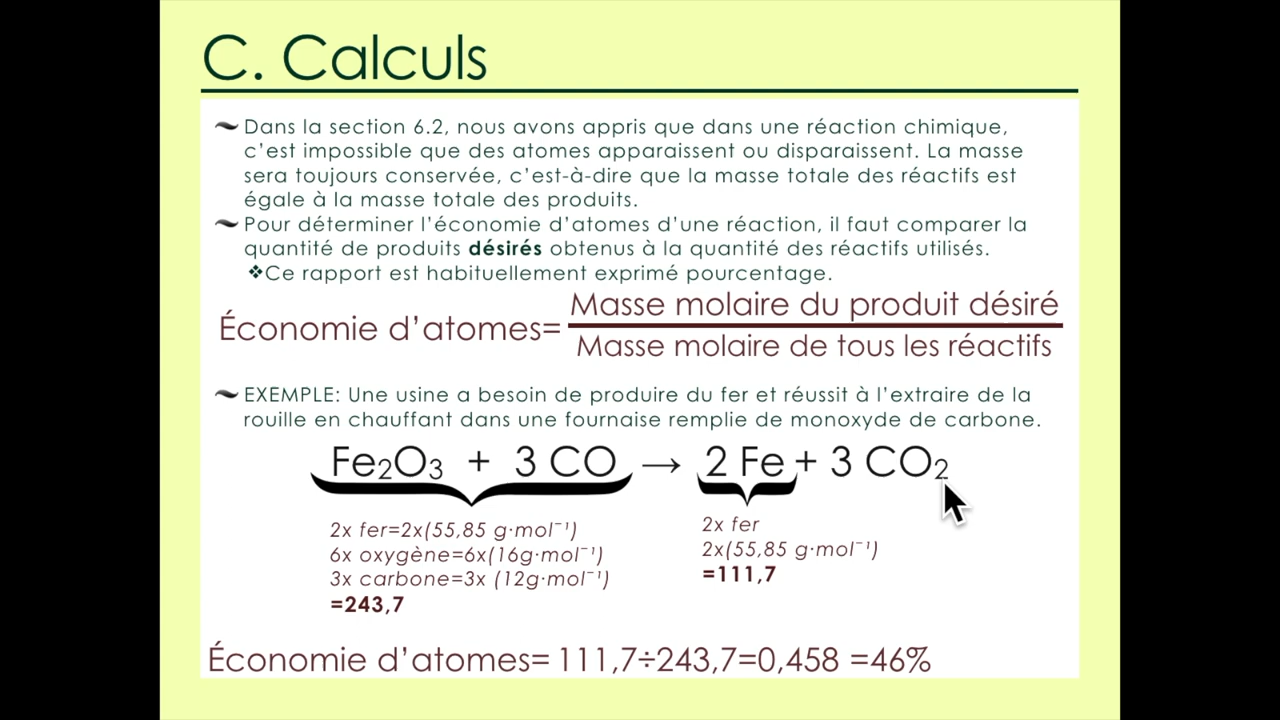 C. Calculs
Dans la section 6.2, nous avons appris que dans une réaction chimique,
c'est impossible que des atomes apparaissent ou disparaissent. La masse
sera toujours conservée, c'est-à-dire que la masse totale des réactifs est
égale à la masse totale des produits.
Pour déterminer l'économie d'atomes d'une réaction, il faut comparer la
quantité de produits désirés obtenus à la quantité des réactifs utilisés.
❖Ce rapport est habituellement exprimé pourcentage.
Masse molaire du produit désiré
Économie d'atomes=
Masse molaire de tous les réactifs
EXEMPLE: Une usine a besoin de produire du fer et réussit à l'extraire de la
rouille en chauffant dans une fournaise remplie de monoxyde de carbone.
Fe₂O₃ + 3 CO → 2 Fe + 3 CO₂
2x fer=2x(55,85 g·mol⁻¹)
6x oxygène=6x(16g·mol⁻¹)
3x carbone=3x (12g·mol⁻¹)
=243,7
2x fer
2x(55,85 g·mol⁻¹)
=111,7
Économie d'atomes= 111,7÷243,7=0,458 =46%